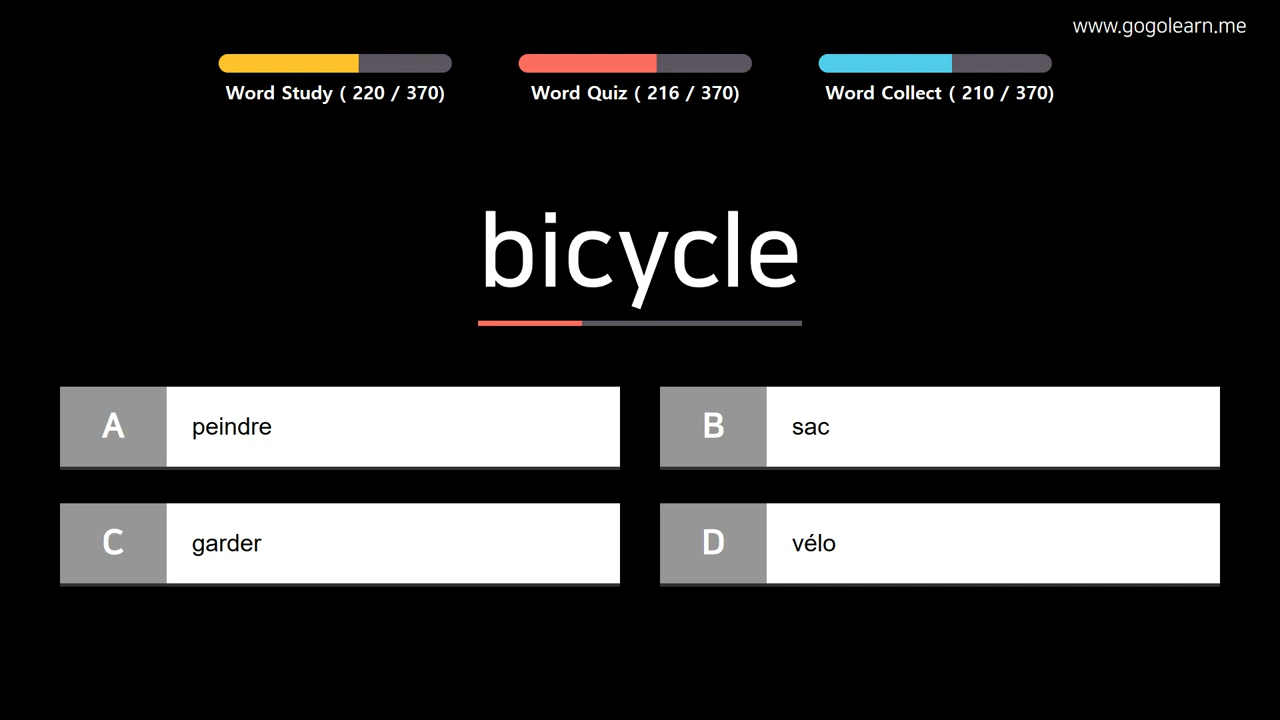 www.gogolearn.me
Word Study ( 220 / 370)
Word Quiz ( 216 / 370)
Word Collect ( 210 / 370)
bicycle
A peindre
B sac
C garder
D vélo